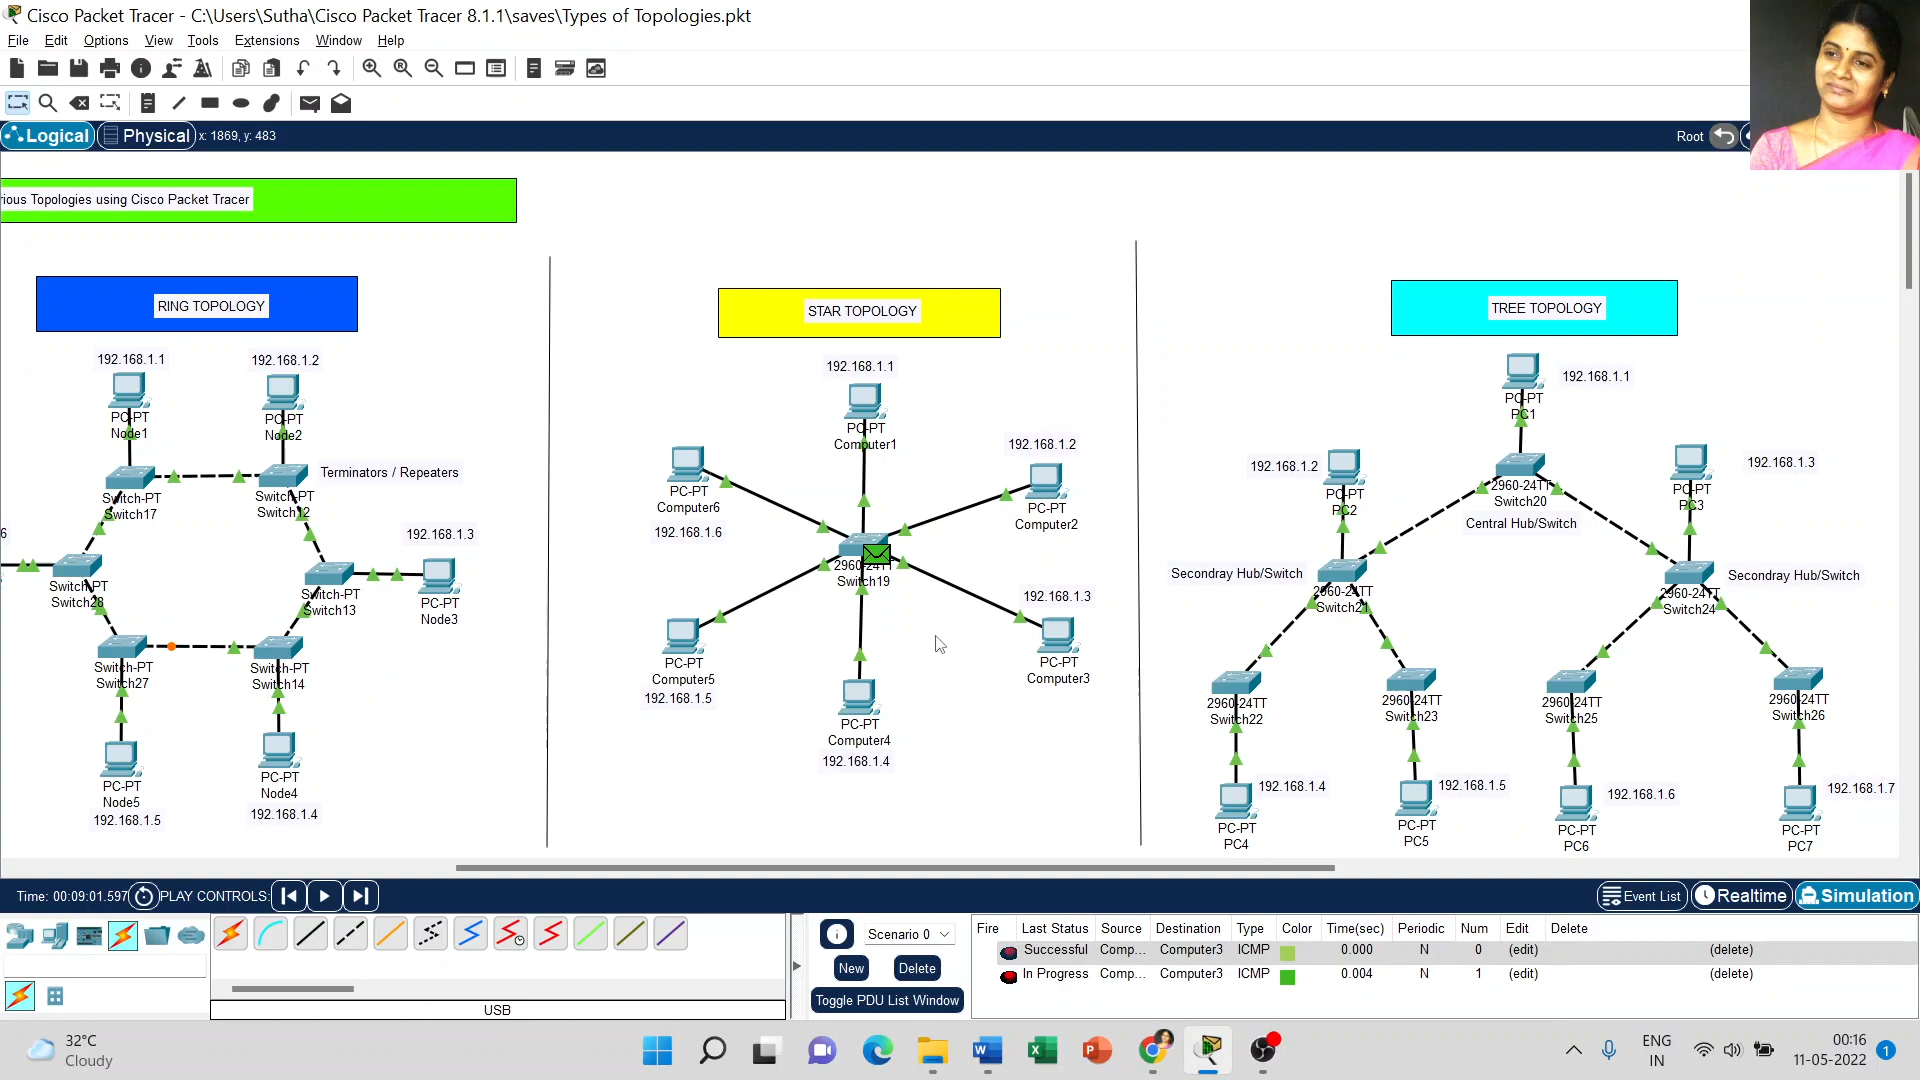 Cisco Packet Tracer - C:\Users\Sutha\Cisco Packet Tracer 8.1.1\saves\Types of Topologies.pkt
File Edit Options View Tools Extensions Window Help
Logical Physical x: 1869, y: 483 Root
rious Topologies using Cisco Packet Tracer
RING TOPOLOGY
192.168.1.1
192.168.1.2
PC-PT
Node1
PC-PT
Node2
Terminators / Repeaters
Switch-PT
Switch17
Switch-PT
Switch12
6
192.168.1.3
Switch-PT
Switch28
Switch-PT
Switch13
PC-PT
Node3
Switch-PT
Switch27
Switch-PT
Switch14
PC-PT
Node5
192.168.1.5
PC-PT
Node4
192.168.1.4
STAR TOPOLOGY
192.168.1.1
PC-PT
Computer1
192.168.1.2
PC-PT
Computer6
192.168.1.6
PC-PT
Computer2
2960-24TT
Switch19
192.168.1.3
PC-PT
Computer5
192.168.1.5
PC-PT
Computer3
PC-PT
Computer4
192.168.1.4
TREE TOPOLOGY
192.168.1.1
PC-PT
PC1
192.168.1.2
192.168.1.3
PC-PT
PC2
2960-24TT
Switch20
Central Hub/Switch
PC-PT
PC3
Secondray Hub/Switch
2960-24TT
Switch21
2960-24TT
Switch24
Secondray Hub/Switch
2960-24TT
Switch22
2960-24TT
Switch23
2960-24TT
Switch25
2960-24TT
Switch26
192.168.1.4
192.168.1.5
192.168.1.6
192.168.1.7
PC-PT
PC4
PC-PT
PC5
PC-PT
PC6
PC-PT
PC7
Time: 00:09:01.597 PLAY CONTROLS: Event List Realtime Simulation
Scenario 0
New Delete
Toggle PDU List Window
USB
Fire Last Status Source Destination Type Color Time(sec) Periodic Num Edit Delete
Successful Comp... Computer3 ICMP 0.000 N 0 (edit) (delete)
In Progress Comp... Computer3 ICMP 0.004 N 1 (edit) (delete)
32°C
Cloudy
ENG
IN
00:16
11-05-2022
1